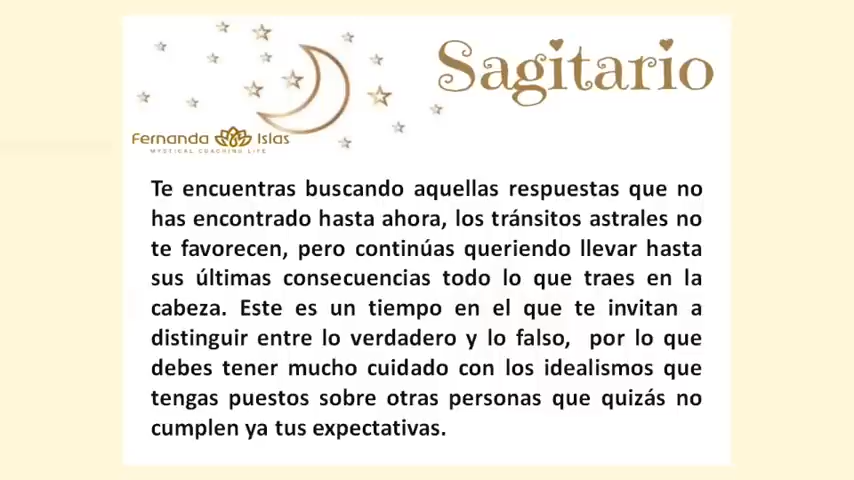 Sagitario
Fernanda Islas
MYSTICAL COACHING LIFE
Te encuentras buscando aquellas respuestas que no
has encontrado hasta ahora, los tránsitos astrales no
te favorecen, pero continúas queriendo llevar hasta
sus últimas consecuencias todo lo que traes en la
cabeza. Este es un tiempo en el que te invitan a
distinguir entre lo verdadero y lo falso,  por lo que
debes tener mucho cuidado con los idealismos que
tengas puestos sobre otras personas que quizás no
cumplen ya tus expectativas.